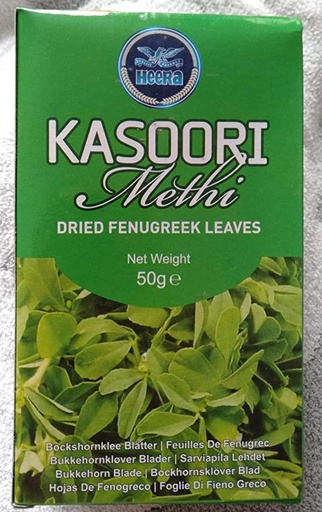 HEERA
KASOORI
Methi
DRIED FENUGREEK LEAVES
Net Weight
50g e
Bockshornklee Blätter | Feuilles De Fenugrec
Bukkehornkløver Blader | Sarviapila Lehdet
Bukkehorn Blade | Bockhornsklöver Blad
Hojas De Fenogreco | Foglie Di Fieno Greco